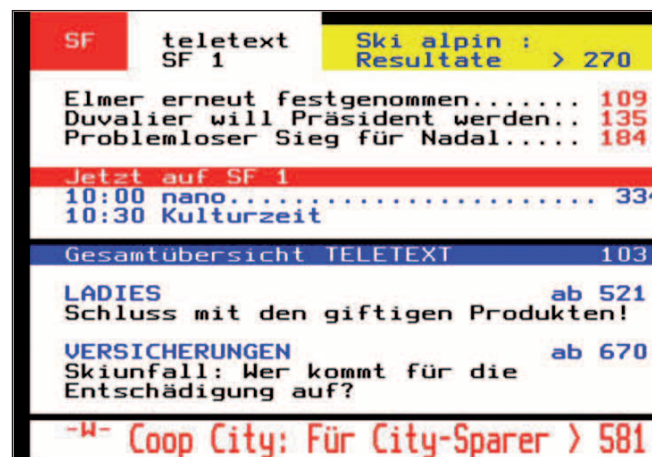 SF teletext Ski alpin :
SF 1 Resultate > 270
Elmer erneut festgenommen....... 109
Duvalier will Präsident werden.. 135
Problemloser Sieg für Nadal..... 184
Jetzt auf SF 1
10:00 nano....................... 334
10:30 Kulturzeit
Gesamtübersicht TELETEXT 103
LADIES ab 521
Schluss mit den giftigen Produkten!
VERSICHERUNGEN ab 670
Skiunfall: Wer kommt für die
Entschädigung auf?
-W- Coop City: Für City-Sparer > 581